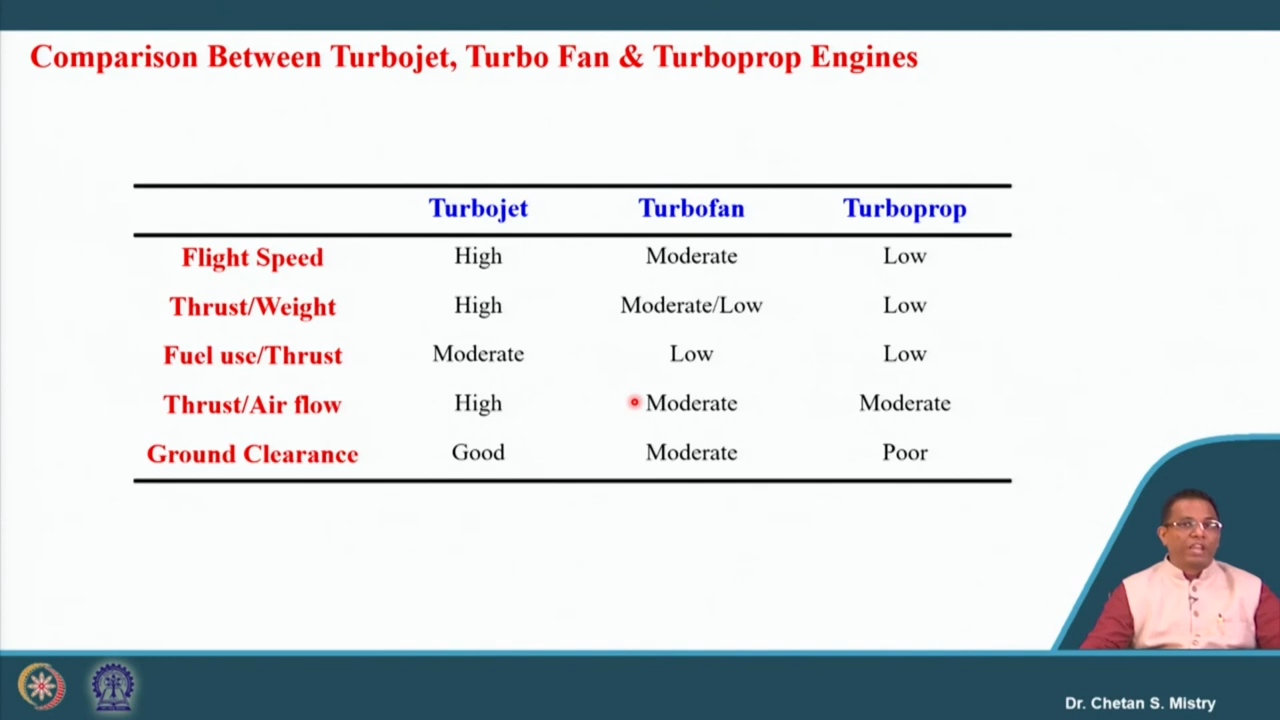 Comparison Between Turbojet, Turbo Fan & Turboprop Engines
Turbojet Turbofan Turboprop
Flight Speed High Moderate Low
Thrust/Weight High Moderate/Low Low
Fuel use/Thrust Moderate Low Low
Thrust/Air flow High Moderate Moderate
Ground Clearance Good Moderate Poor
Dr. Chetan S. Mistry